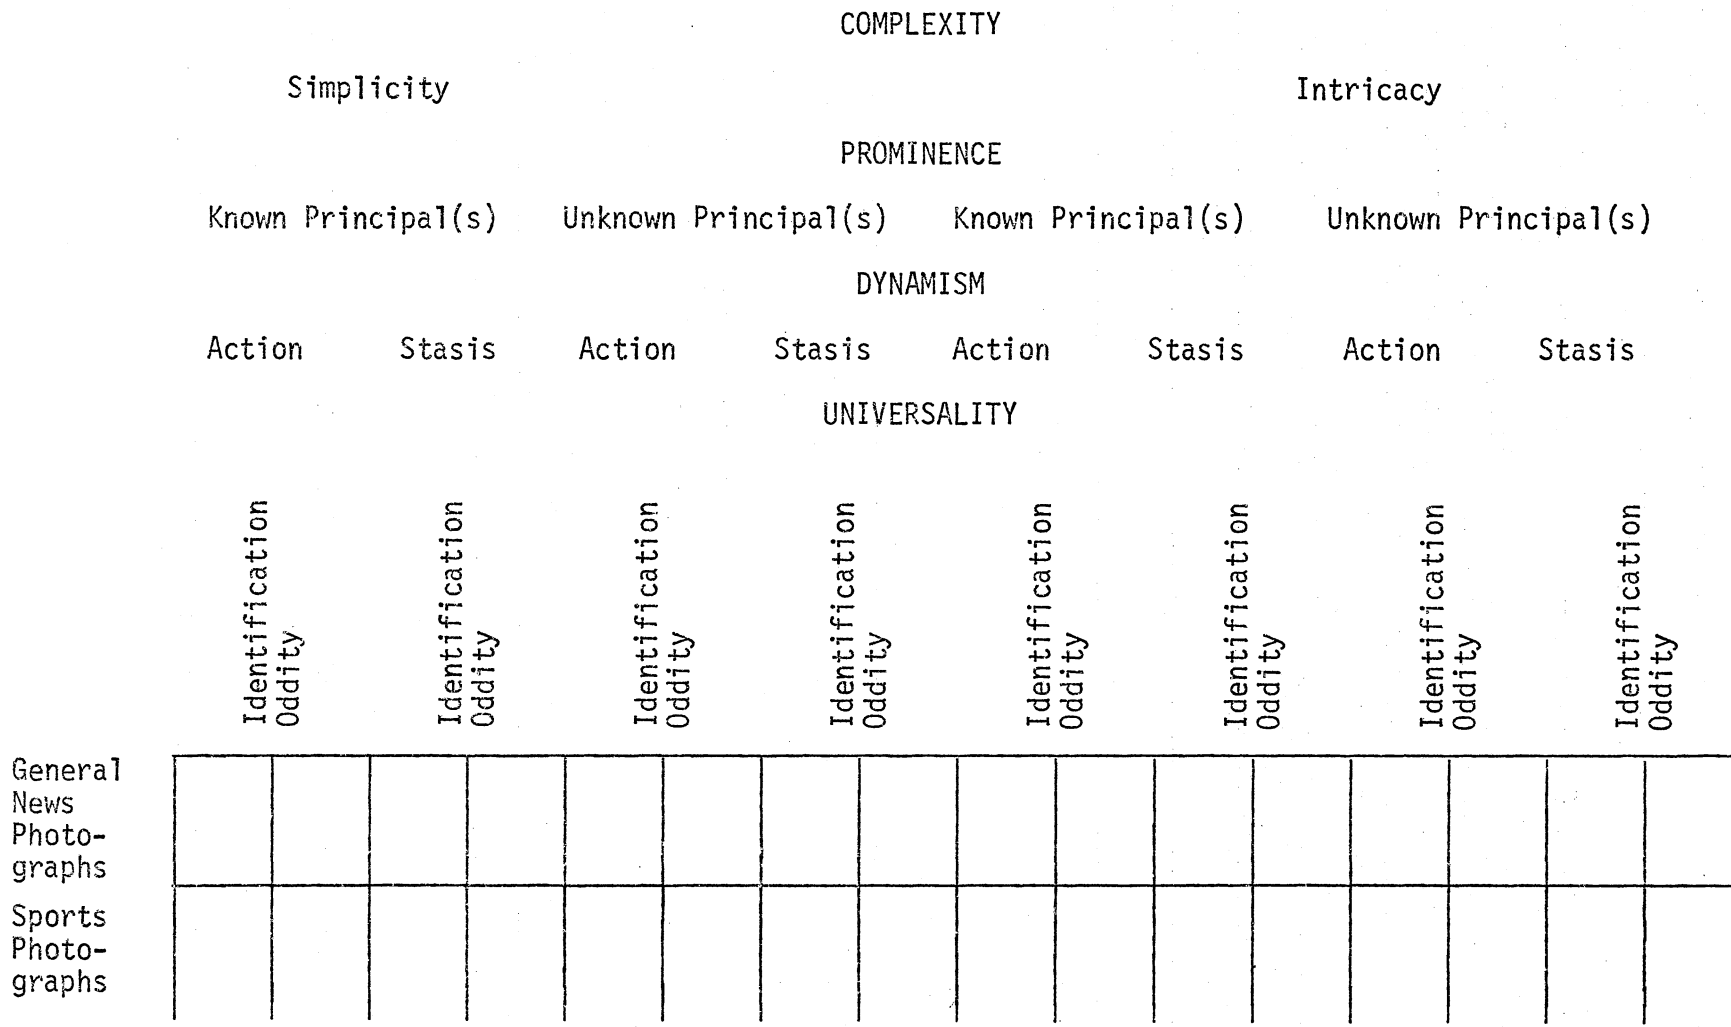 COMPLEXITY
Simplicity Intricacy
PROMINENCE
Known Principal(s) Unknown Principal(s) Known Principal(s) Unknown Principal(s)
DYNAMISM
Action Stasis Action Stasis Action Stasis Action Stasis
UNIVERSALITY
Identification
Oddity
Identification
Oddity
Identification
Oddity
Identification
Oddity
Identification
Oddity
Identification
Oddity
Identification
Oddity
Identification
Oddity
General
News
Photo-
graphs
Sports
Photo-
graphs